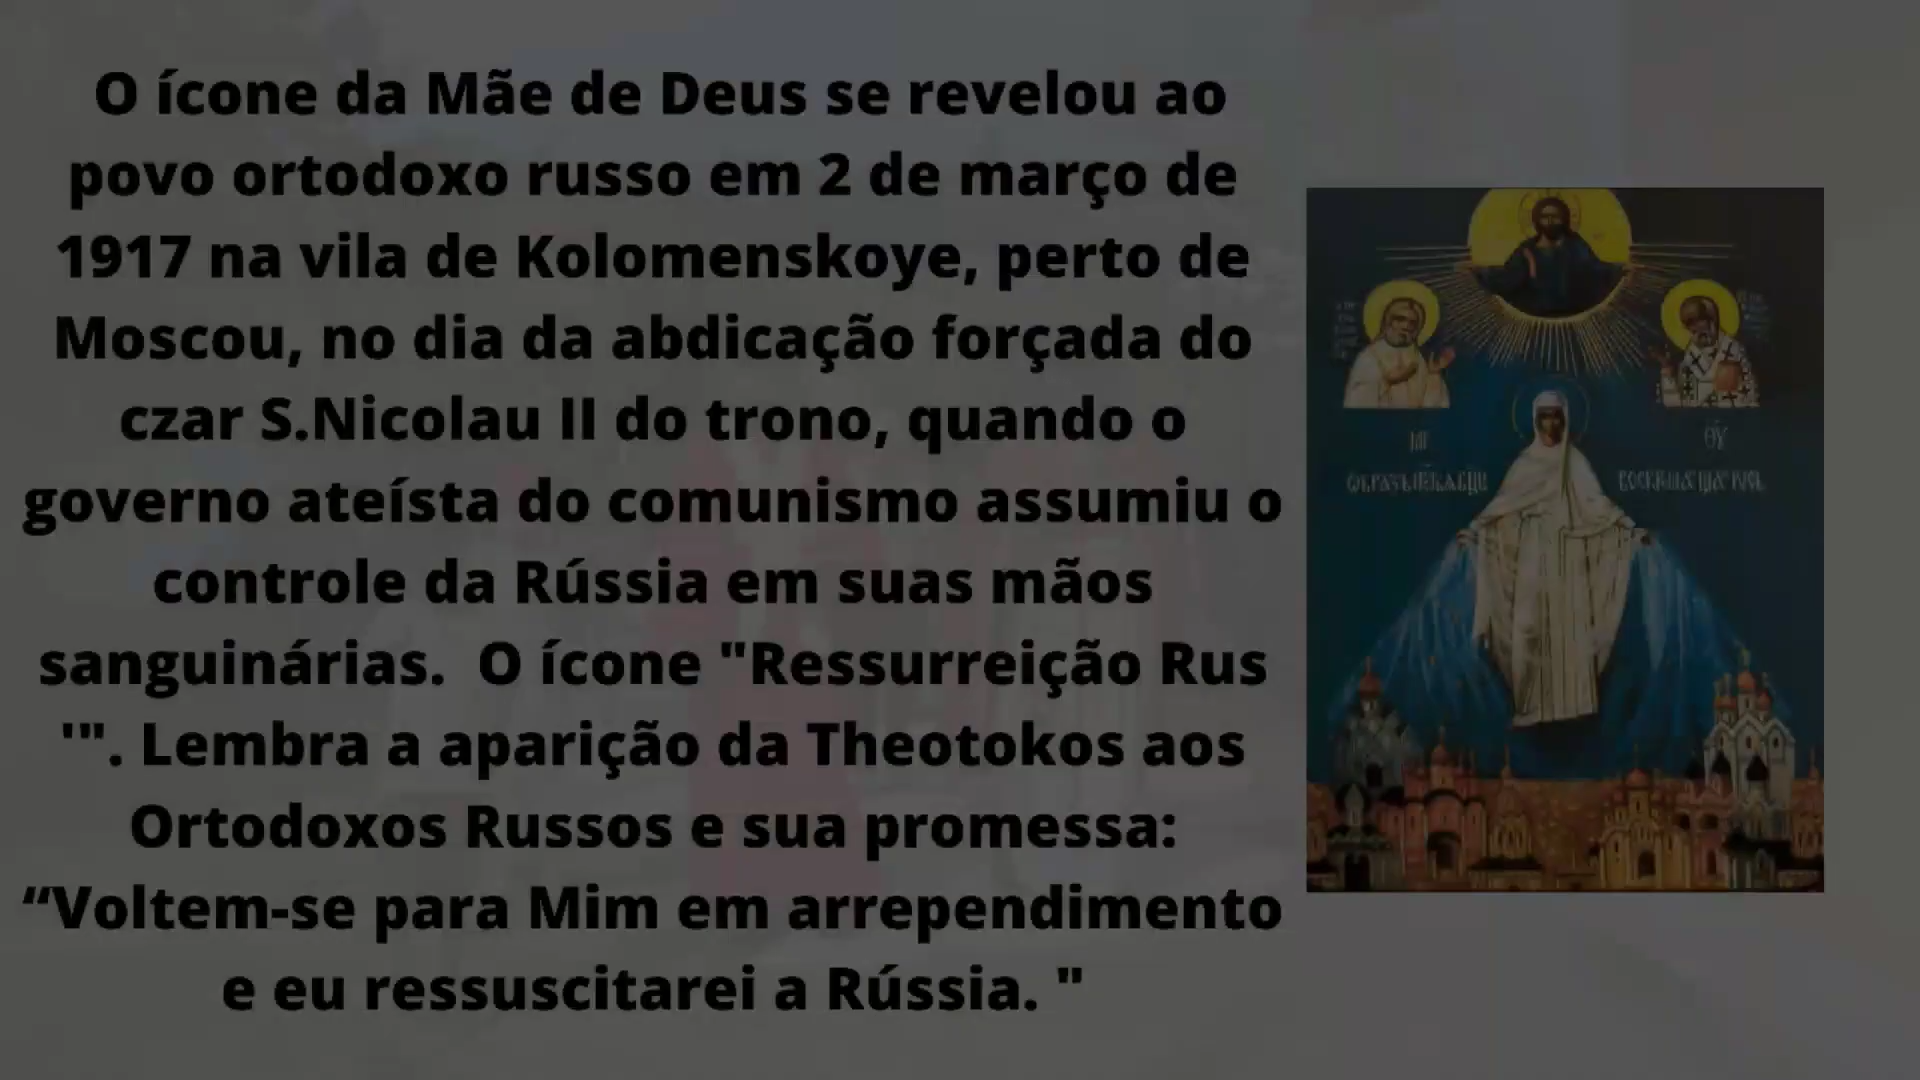 O ícone da Mãe de Deus se revelou ao
povo ortodoxo russo em 2 de março de
1917 na vila de Kolomenskoye, perto de
Moscou, no dia da abdicação forçada do
czar S.Nicolau II do trono, quando o
governo ateísta do comunismo assumiu o
controle da Rússia em suas mãos
sanguinárias.  O ícone "Ressurreição Rus
'". Lembra a aparição da Theotokos aos
Ortodoxos Russos e sua promessa:
“Voltem-se para Mim em arrependimento
e eu ressuscitarei a Rússia. "